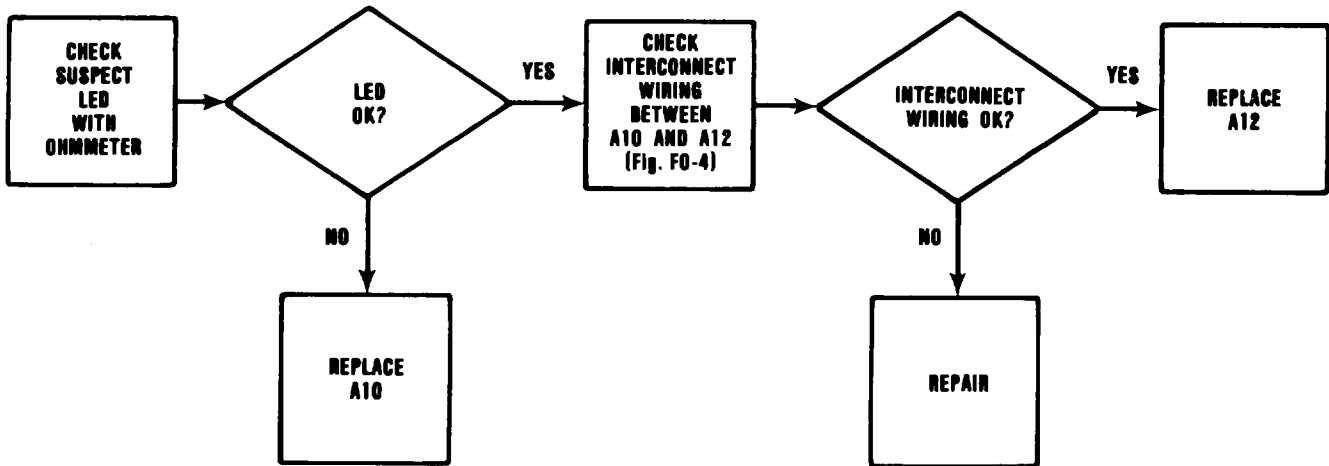 CHECK
SUSPECT
LED
WITH
OHMMETER
LED
OK?
YES
NO
REPLACE
A10
CHECK
INTERCONNECT
WIRING
BETWEEN
A10 AND A12
(Fig. FO-4)
INTERCONNECT
WIRING OK?
YES
NO
REPAIR
REPLACE
A12